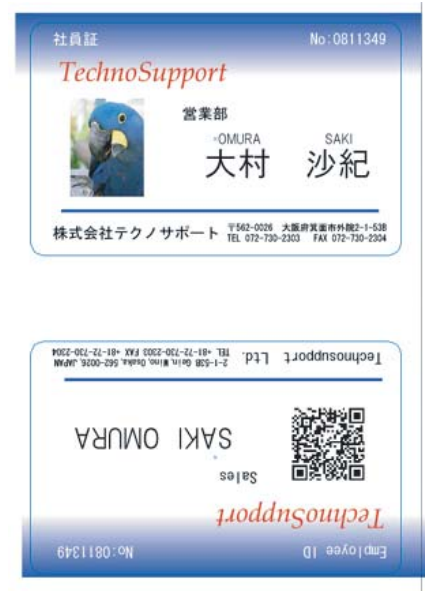 社員証 No:0811349
TechnoSupport
営業部
OMURA SAKI
大村 沙紀
株式会社テクノサポート 〒562-0026 大阪府箕面市外院2-1-53B
TEL 072-730-2303 FAX 072-730-2304
Employee ID No:0811349
TechnoSupport
Sales
SAKI OMURA
Technosupport Ltd. 2-1-53B Gein, Mino, Osaka, 562-0026, JAPAN
TEL +81-72-730-2303 FAX +81-72-730-2304